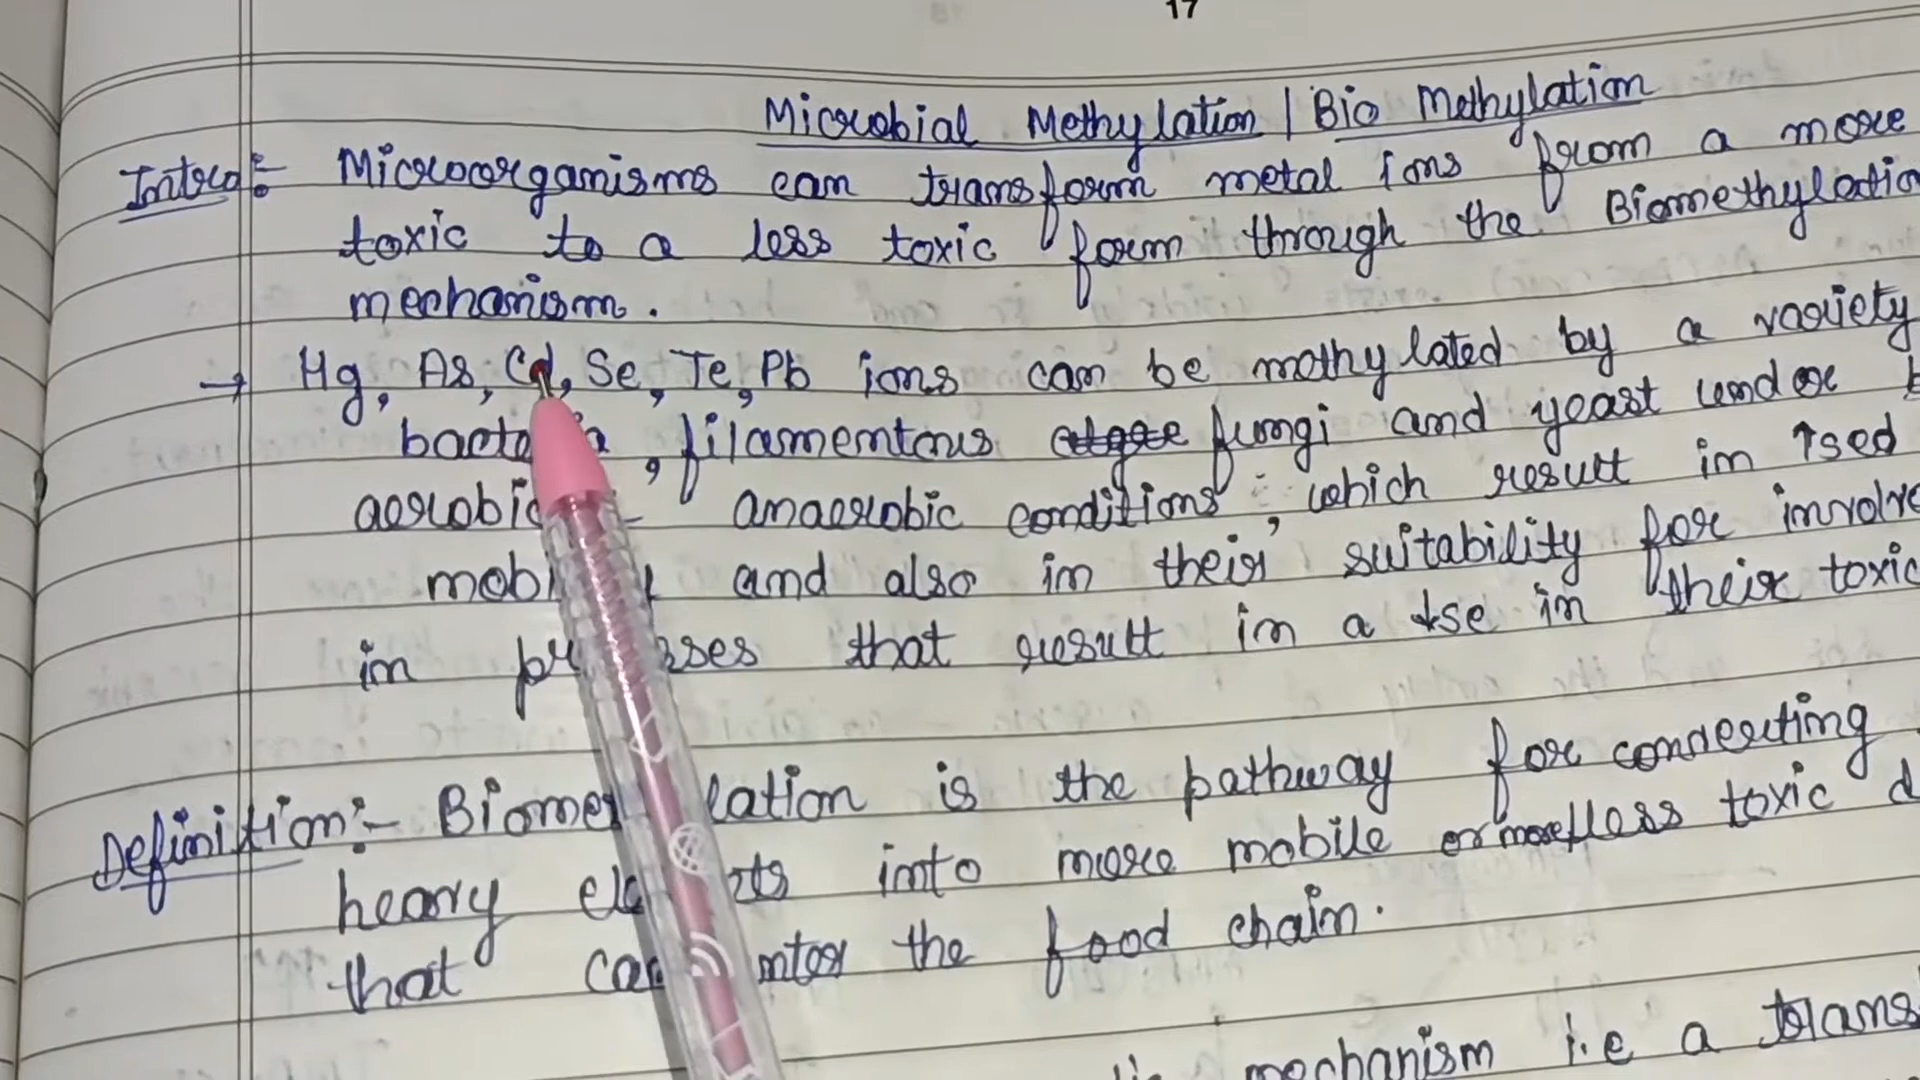 17
Microbial Methylation | Bio Methylation
Intro:- Microorganisms can transform metal ions from a more
toxic to a less toxic form through the Biomethylatio
mechanism.
→ Hg, As, Cd, Se, Te, Pb ions can be methylated by a variety
filamentous fungi and yeast under
anaerobic conditions, which result in ↑sed
and also in their suitability for involve
in that result in a ↓se in their toxic
Definition:- is the pathway for converting
heavy into more mobile or more/less toxic d
that the food chain.
mechanism i.e a trans